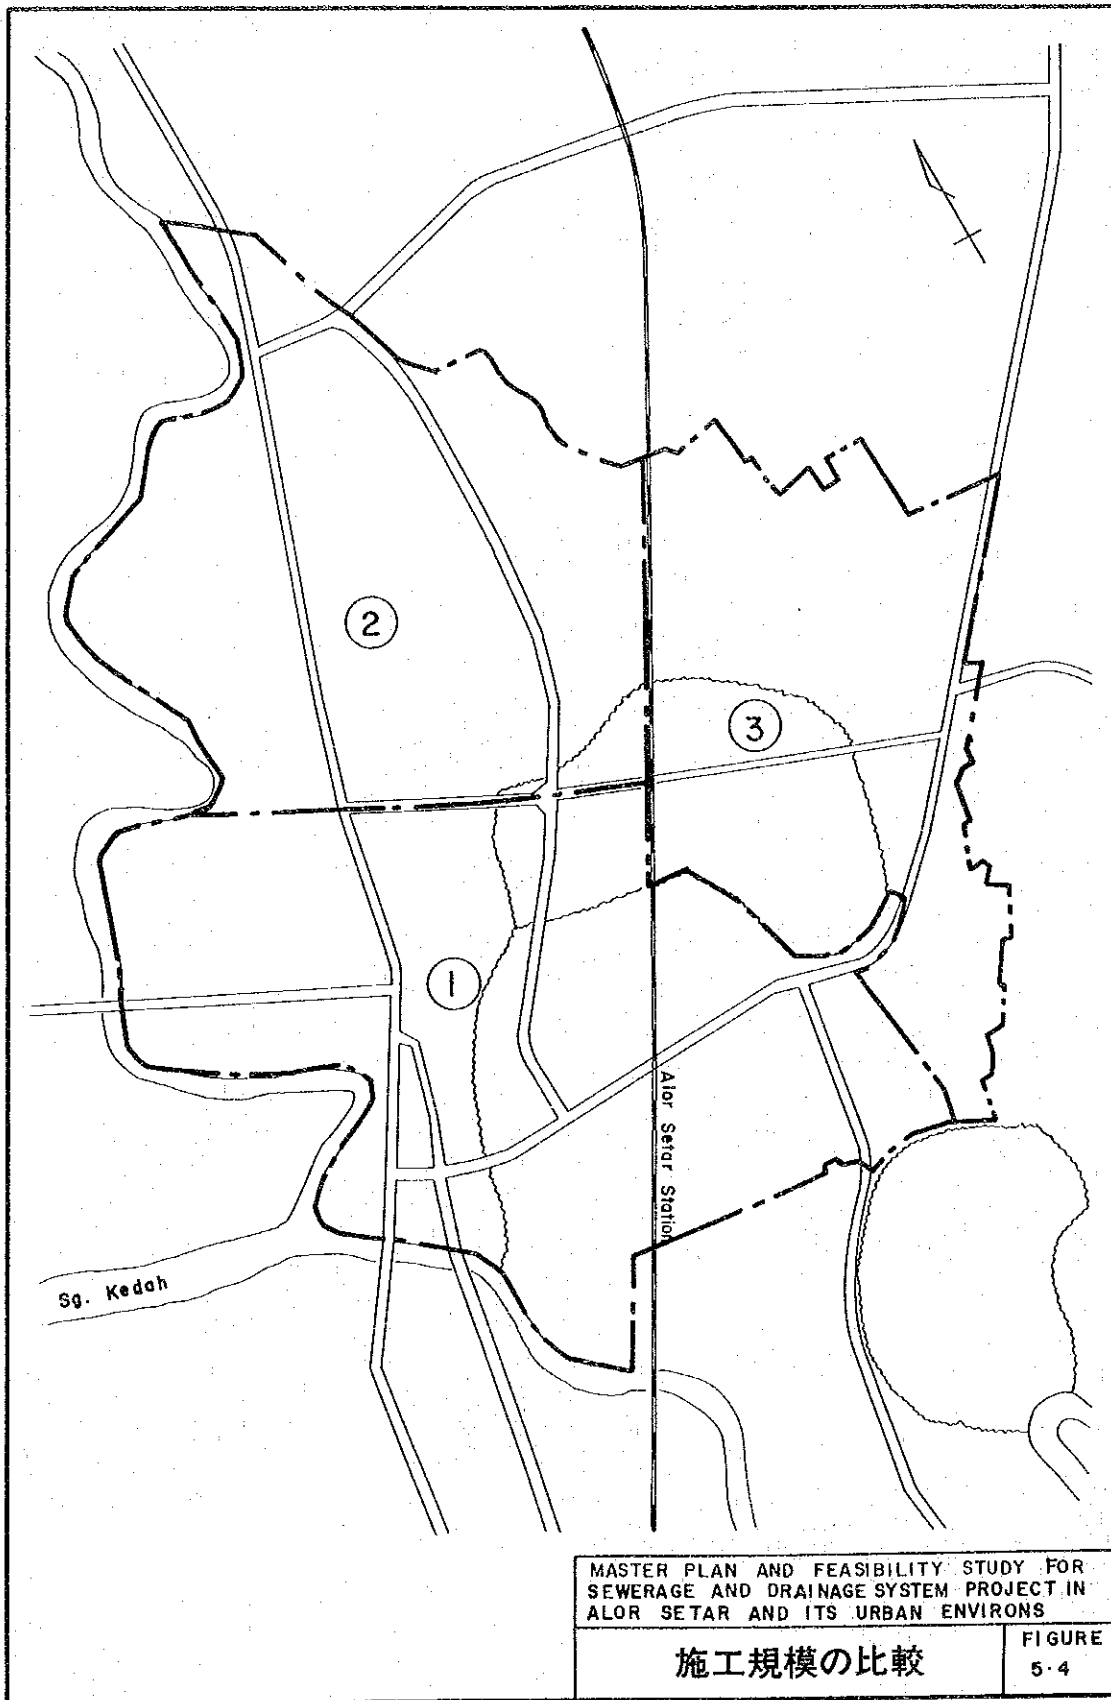 2
3
1
Alor Setar Station
Sg. Kedah
MASTER PLAN AND FEASIBILITY STUDY FOR
SEWERAGE AND DRAINAGE SYSTEM PROJECT IN
ALOR SETAR AND ITS URBAN ENVIRONS
施工規模の比較
FIGURE
5·4